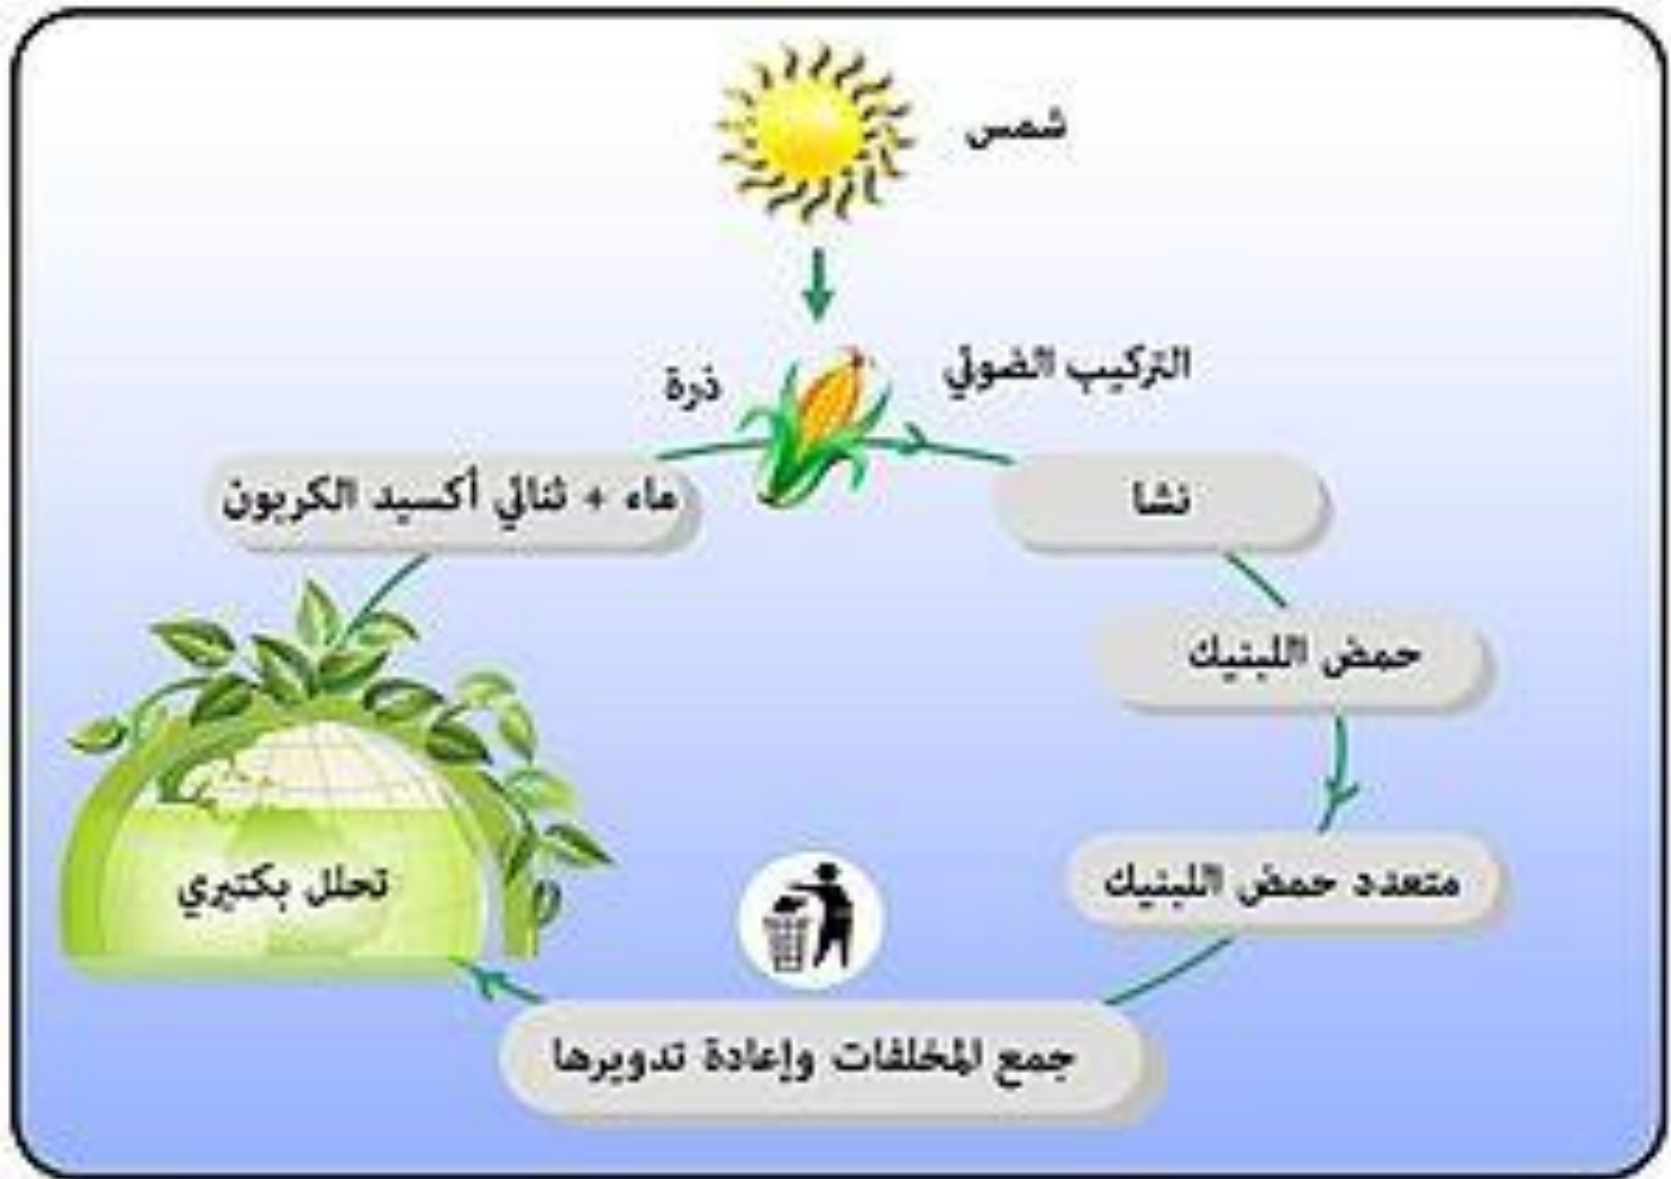 شمس
التركيب الضوئي
ذرة
نشا
ماء + ثنائي أكسيد الكربون
حمض اللبنيك
متعدد حمض اللبنيك
تحلل بكتيري
جمع المخلفات وإعادة تدويرها